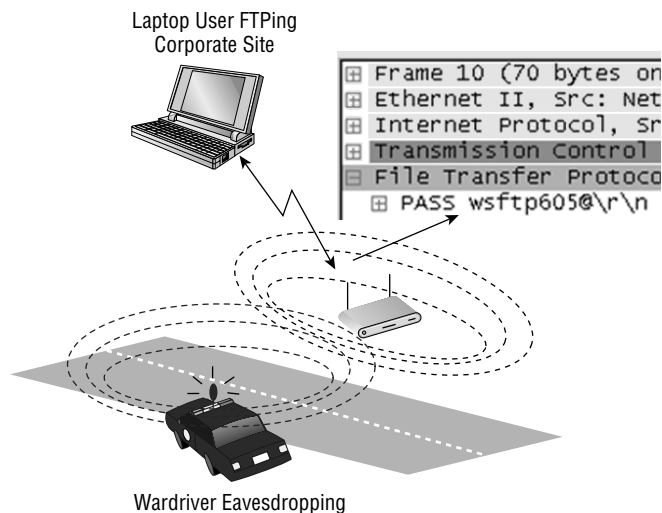 Laptop User FTPing
Corporate Site
Frame 10 (70 bytes on
Ethernet II, Src: Net
Internet Protocol, Sr
Transmission Control
File Transfer Protoco
PASS wsftp605@\r\n
Wardriver Eavesdropping